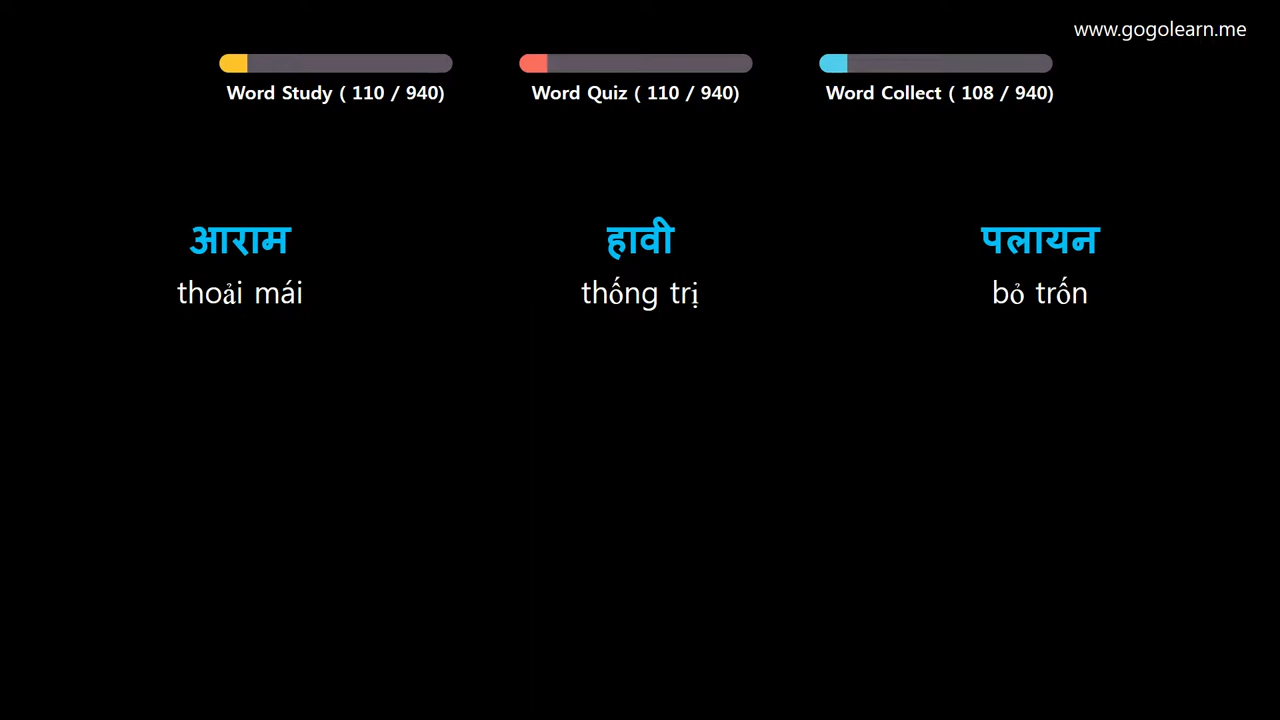 www.gogolearn.me
Word Study ( 110 / 940)
Word Quiz ( 110 / 940)
Word Collect ( 108 / 940)
आराम
thoải mái
हावी
thống trị
पलायन
bỏ trốn